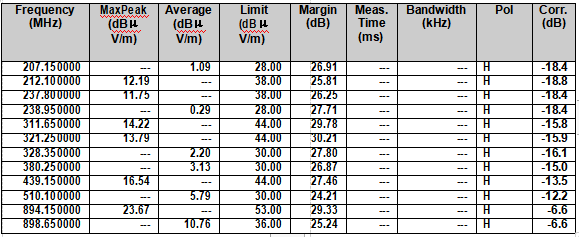 Frequency (MHz) MaxPeak (dBµ V/m) Average (dBµ V/m) Limit (dBµ V/m) Margin (dB) Meas. Time (ms) Bandwidth (kHz) Pol Corr. (dB)
207.150000 --- 1.09 28.00 26.91 --- --- H -18.4
212.100000 12.19 --- 38.00 25.81 --- --- H -18.8
237.800000 11.75 --- 38.00 26.25 --- --- H -18.4
238.950000 --- 0.29 28.00 27.71 --- --- H -18.4
311.650000 14.22 --- 44.00 29.78 --- --- H -15.8
321.250000 13.79 --- 44.00 30.21 --- --- H -15.9
328.350000 --- 2.20 30.00 27.80 --- --- H -16.1
380.250000 --- 3.13 30.00 26.87 --- --- H -15.0
439.150000 16.54 --- 44.00 27.46 --- --- H -13.5
510.100000 --- 5.79 30.00 24.21 --- --- H -12.2
894.150000 23.67 --- 53.00 29.33 --- --- H -6.6
898.650000 --- 10.76 36.00 25.24 --- --- H -6.6